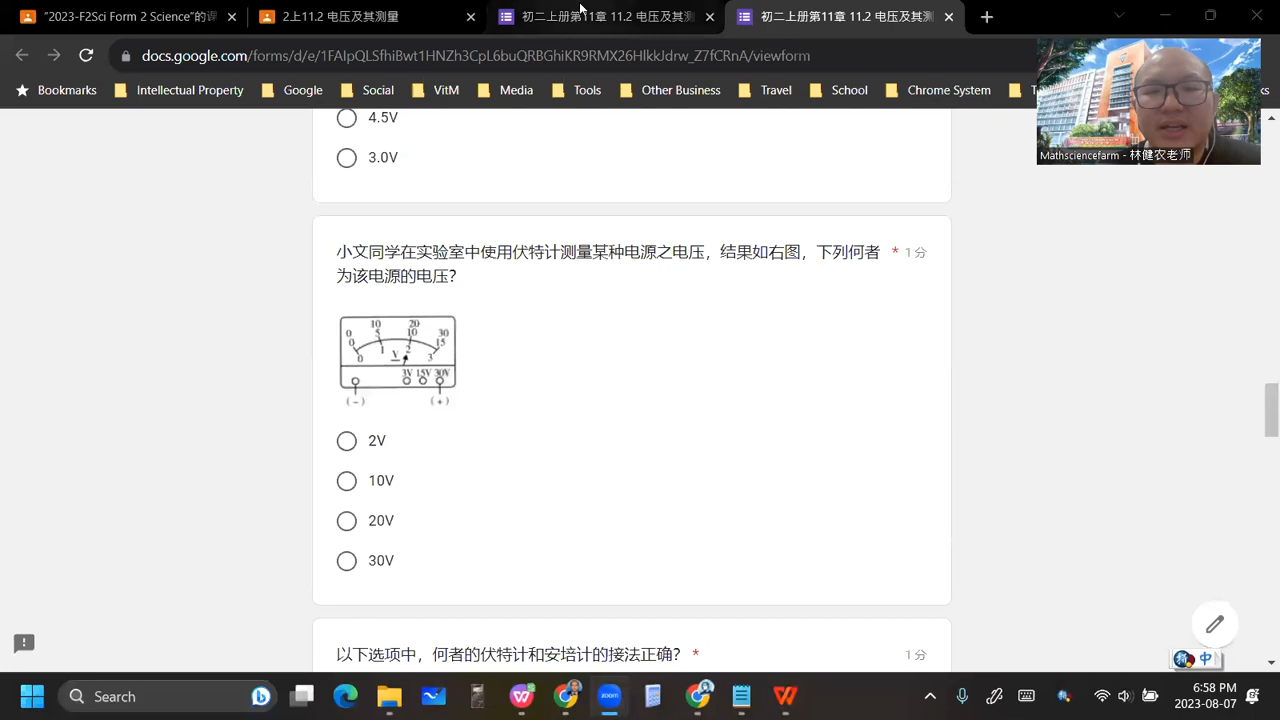 "2023-F2Sci Form 2 Science"的课
2上11.2 电压及其测量
初二上册第11章 11.2 电压及其测
初二上册第11章 11.2 电压及其测
docs.google.com/forms/d/e/
/viewform
Bookmarks
Intellectual Property
Google
VitM
Media
Tools
Other Business
Travel
School
Chrome System
Mathsciencefarm - 林健农老师
4.5V
3.0V
小文同学在实验室中使用伏特计测量某种电源之电压，结果如右图，下列何者 * 1 分
为该电源的电压？
10 20
0 5 10 30
0 15
1 2
0 V 3
3V 15V 30V
(−) (+)
2V
10V
20V
30V
以下选项中，何者的伏特计和安培计的接法正确？ * 1 分
中
Search
zoom
6:58 PM
2023-08-07